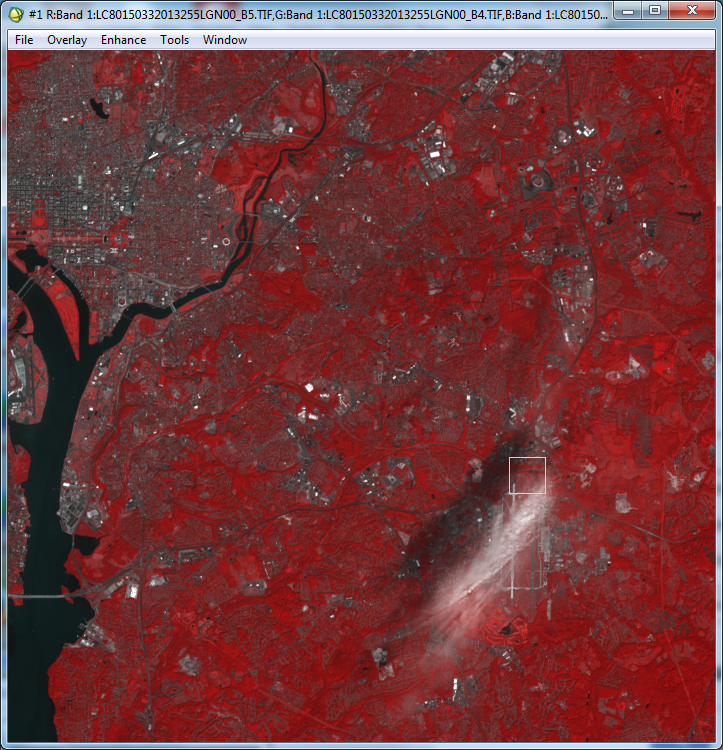 #1 R:Band 1:LC80150332013255LGN00_B5.TIF,G:Band 1:LC80150332013255LGN00_B4.TIF,B:Band 1:LC80150...
File Overlay Enhance Tools Window